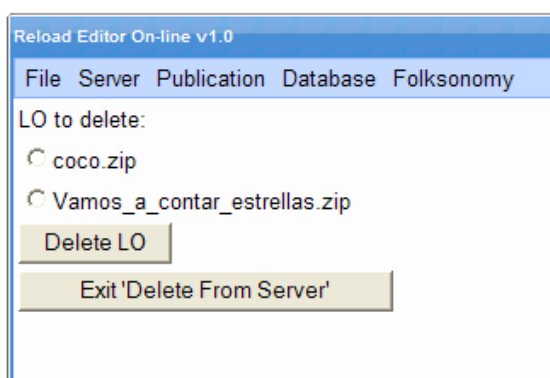 Reload Editor On-line v1.0
File Server Publication Database Folksonomy
LO to delete:
coco.zip
Vamos_a_contar_estrellas.zip
Delete LO
Exit 'Delete From Server'